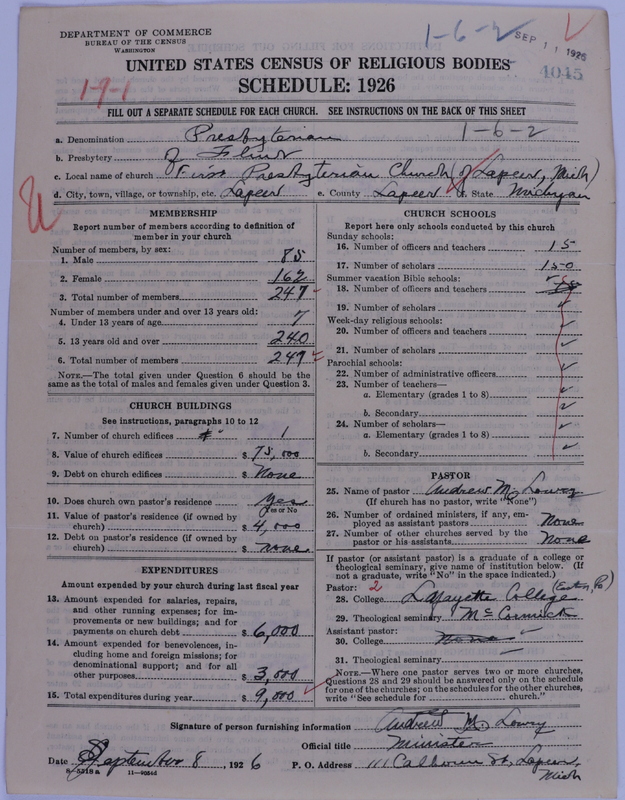 DEPARTMENT OF COMMERCE
BUREAU OF THE CENSUS
WASHINGTON
1-6-2
SEP 11 1926
4045
UNITED STATES CENSUS OF RELIGIOUS BODIES
SCHEDULE: 1926
1-9-1
FILL OUT A SEPARATE SCHEDULE FOR EACH CHURCH. SEE INSTRUCTIONS ON THE BACK OF THIS SHEET
a. Denomination Presbyterian 1-6-2
b. Presbytery of Flint
c. Local name of church First Presbyterian Church (of Lapeer, Mich)
d. City, town, village, or township, etc. Lapeer e. County Lapeer f. State Michigan
MEMBERSHIP
Report number of members according to definition of
member in your church
Number of members, by sex:
1. Male 85
2. Female 162
3. Total number of members 247
Number of members under and over 13 years old:
4. Under 13 years of age 7
5. 13 years old and over 240
6. Total number of members 247
NOTE.—The total given under Question 6 should be the
same as the total of males and females given under Question 3.
CHURCH BUILDINGS
See instructions, paragraphs 10 to 12
7. Number of church edifices 1
8. Value of church edifices $ 75,000
9. Debt on church edifices $ None
10. Does church own pastor's residence Yes
Yes or No
11. Value of pastor's residence (if owned by
church) $ 4,000
12. Debt on pastor's residence (if owned by
church) $ none
EXPENDITURES
Amount expended by your church during last fiscal year
13. Amount expended for salaries, repairs,
and other running expenses; for im-
provements or new buildings; and for
payments on church debt $ 6,000
14. Amount expended for benevolences, in-
cluding home and foreign missions; for
denominational support; and for all
other purposes $ 3,000
15. Total expenditures during year $ 9,000
CHURCH SCHOOLS
Report here only schools conducted by this church
Sunday schools:
16. Number of officers and teachers 15
17. Number of scholars 150
Summer vacation Bible schools:
18. Number of officers and teachers
19. Number of scholars
Week-day religious schools:
20. Number of officers and teachers
21. Number of scholars
Parochial schools:
22. Number of administrative officers
23. Number of teachers—
a. Elementary (grades 1 to 8)
b. Secondary
24. Number of scholars—
a. Elementary (grades 1 to 8)
b. Secondary
PASTOR
25. Name of pastor Andrew M. Lowry
(If church has no pastor, write "None")
26. Number of ordained ministers, if any, em-
ployed as assistant pastors None
27. Number of other churches served by the
pastor or his assistants None
If pastor (or assistant pastor) is a graduate of a college or
theological seminary, give name of institution below. (If
not a graduate, write "No" in the space indicated.)
Pastor: 2 (Easton, Pa)
28. College Lafayette College
29. Theological seminary McCormick
Assistant pastor:
30. College None
31. Theological seminary
NOTE.—Where one pastor serves two or more churches,
Questions 28 and 29 should be answered only on the schedule
for one of the churches; on the schedules for the other churches,
write "See schedule for church."
Signature of person furnishing information Andrew M. Lowry
Official title Minister
Date September 8, 1926 P. O. Address 111 Calhoun St, Lapeer,
Mich
8-5318 a 11-9054d